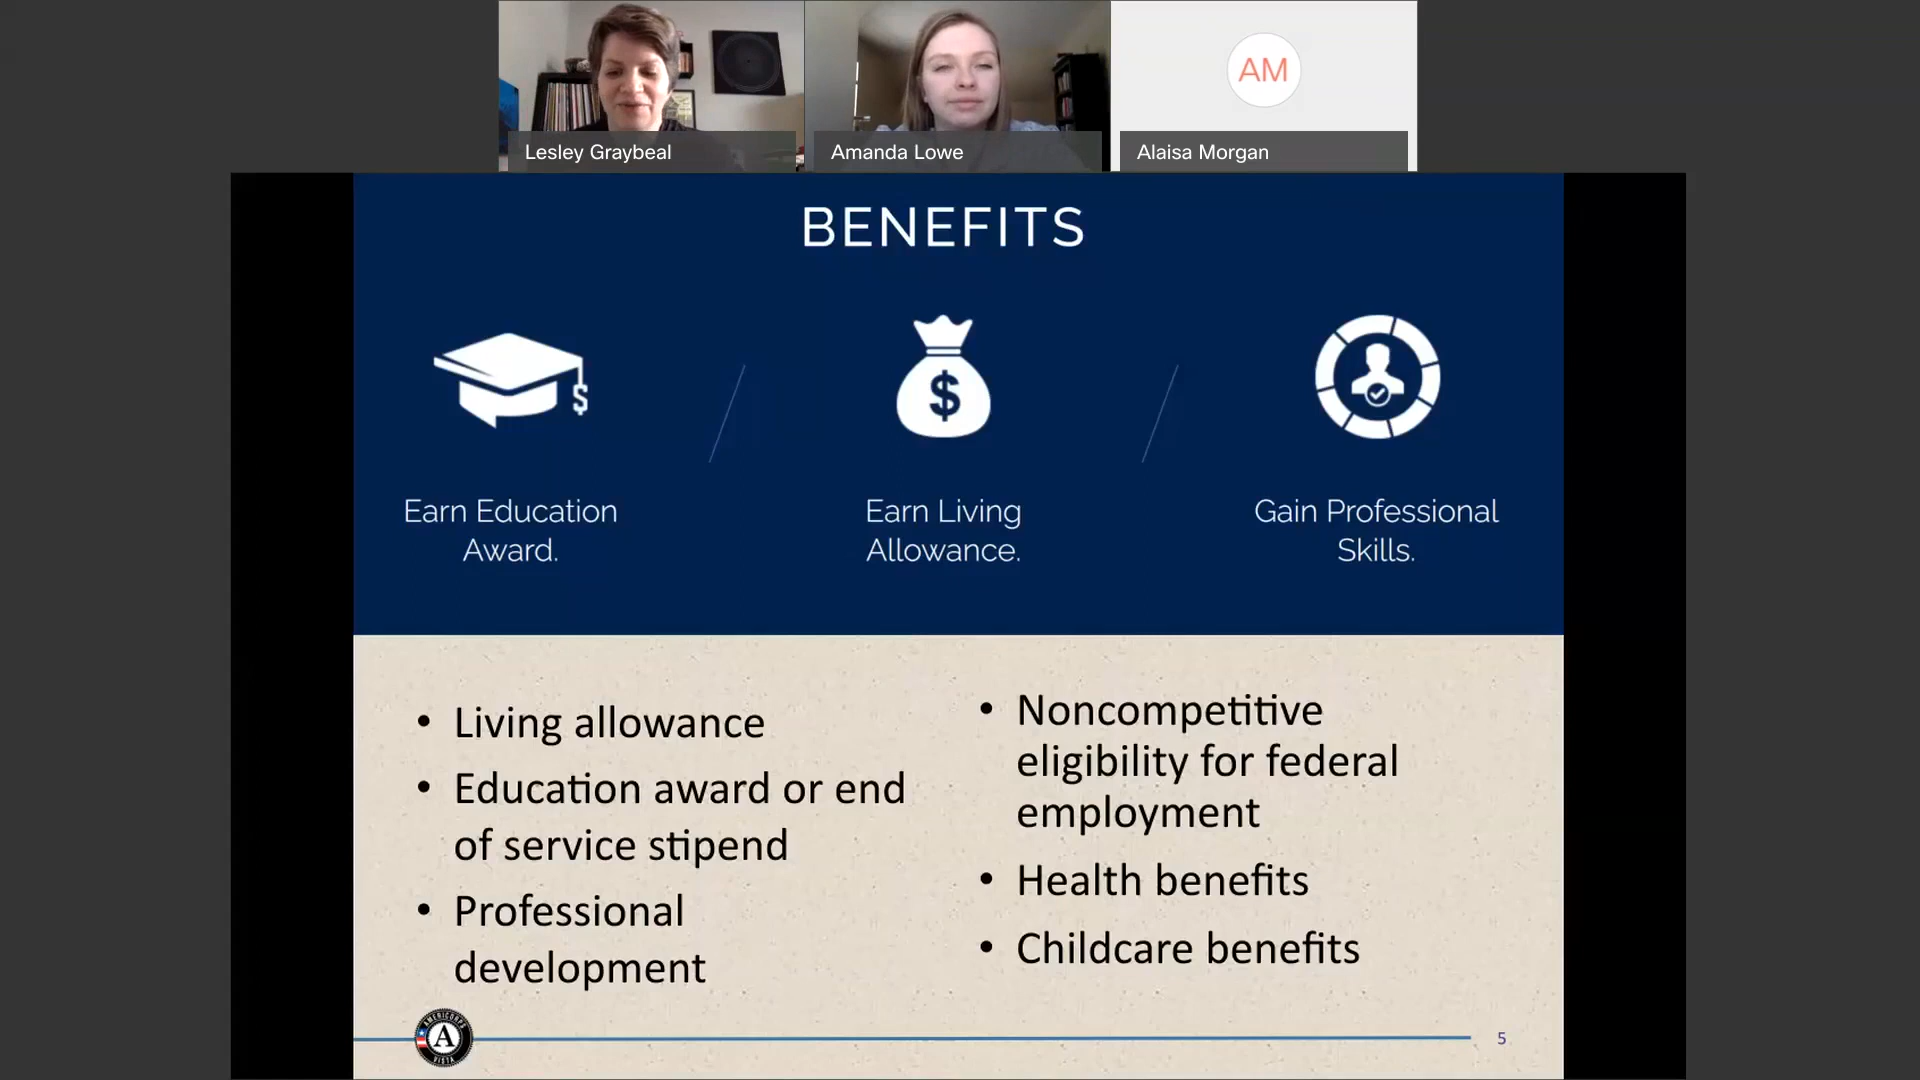 AM
Lesley Graybeal
Amanda Lowe
Alaisa Morgan
BENEFITS
$
$
Earn Education
Award.
Earn Living
Allowance.
Gain Professional
Skills.
• Living allowance
• Education award or end
of service stipend
• Professional
development
• Noncompetitive
eligibility for federal
employment
• Health benefits
• Childcare benefits
AMERICORPS
A
VISTA
5